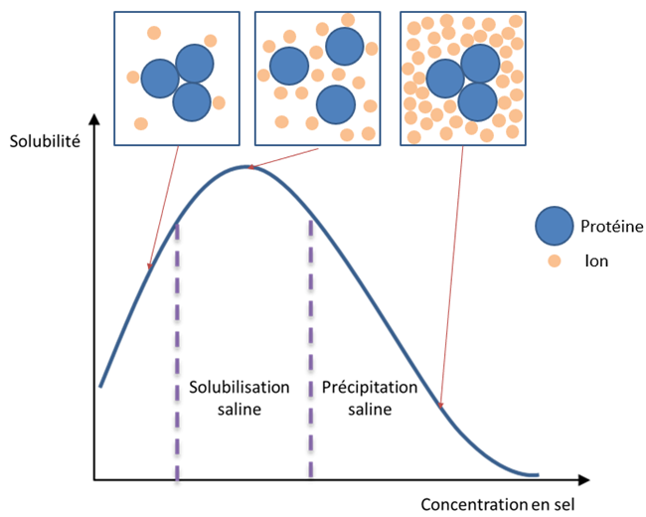 Solubilité
Protéine
Ion
Solubilisation
saline
Précipitation
saline
Concentration en sel